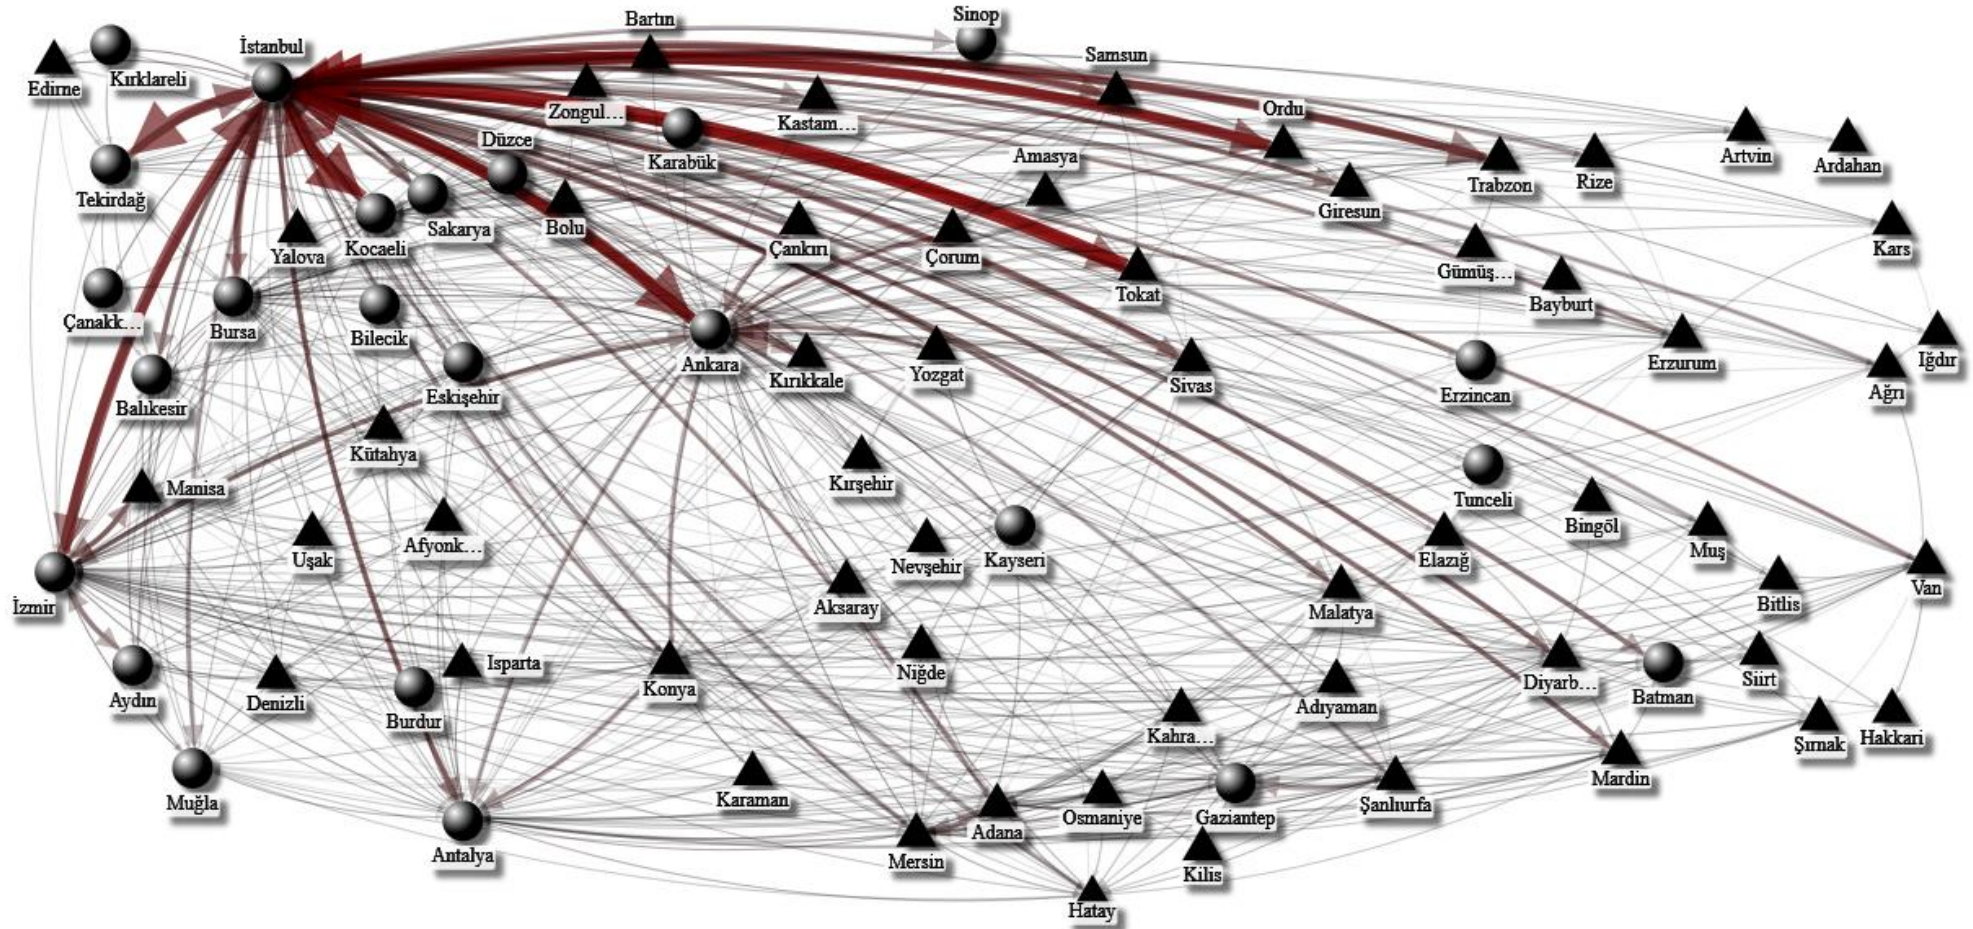 Bartın
Sinop
İstanbul
Samsun
Kırklareli
Edirne
Zongul...
Kastam...
Ordu
Düzce
Karabük
Amasya
Artvin
Ardahan
Tekirdağ
Trabzon
Rize
Giresun
Yalova
Kocaeli
Sakarya
Bolu
Çankırı
Çorum
Kars
Gümüş...
Tokat
Bayburt
Çanakk...
Bursa
Bilecik
Ankara
Kırıkkale
Yozgat
Sivas
Erzincan
Erzurum
Iğdır
Ağrı
Balıkesir
Eskişehir
Kütahya
Manisa
Kırşehir
Tunceli
Bingöl
Uşak
Afyonk...
Nevşehir
Kayseri
Elazığ
Muş
Van
İzmir
Aksaray
Malatya
Bitlis
Aydın
Denizli
Isparta
Burdur
Konya
Niğde
Adıyaman
Diyarb...
Batman
Siirt
Kahra...
Şırnak
Hakkari
Muğla
Karaman
Mardin
Antalya
Mersin
Adana
Osmaniye
Gaziantep
Şanlıurfa
Kilis
Hatay